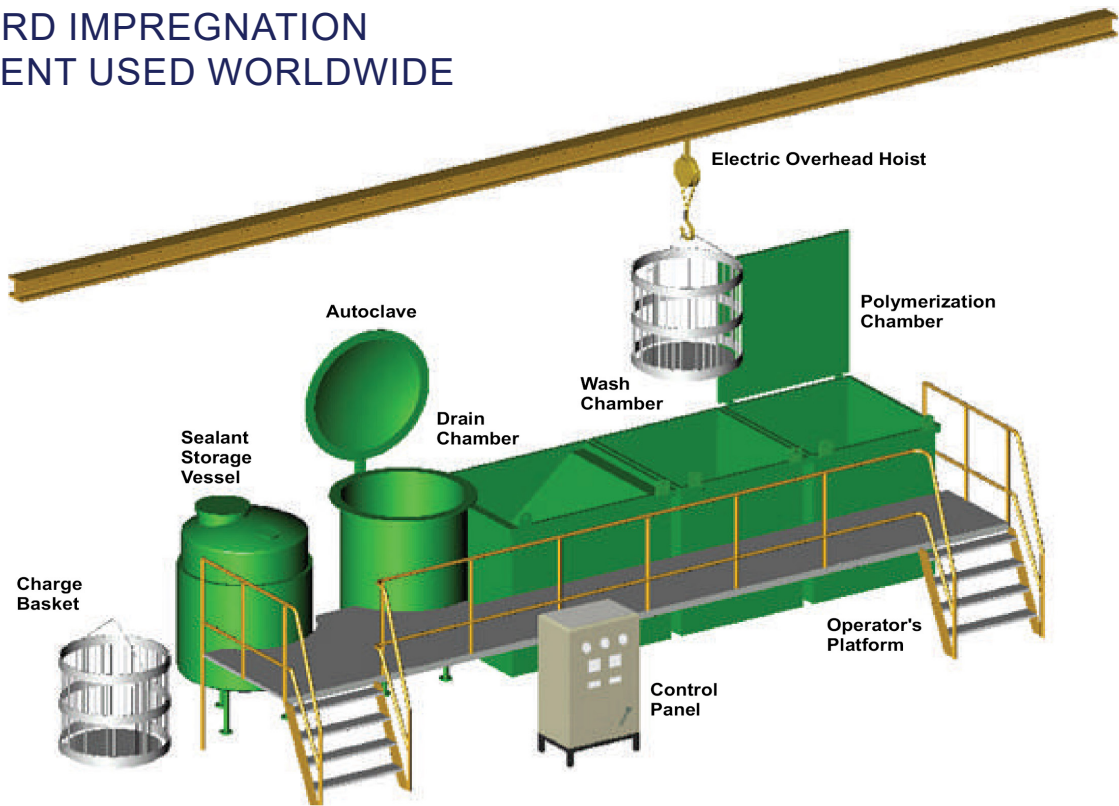 RD IMPREGNATION
ENT USED WORLDWIDE
Electric Overhead Hoist
Polymerization
Chamber
Autoclave
Wash
Chamber
Drain
Chamber
Sealant
Storage
Vessel
Charge
Basket
Operator's
Platform
Control
Panel